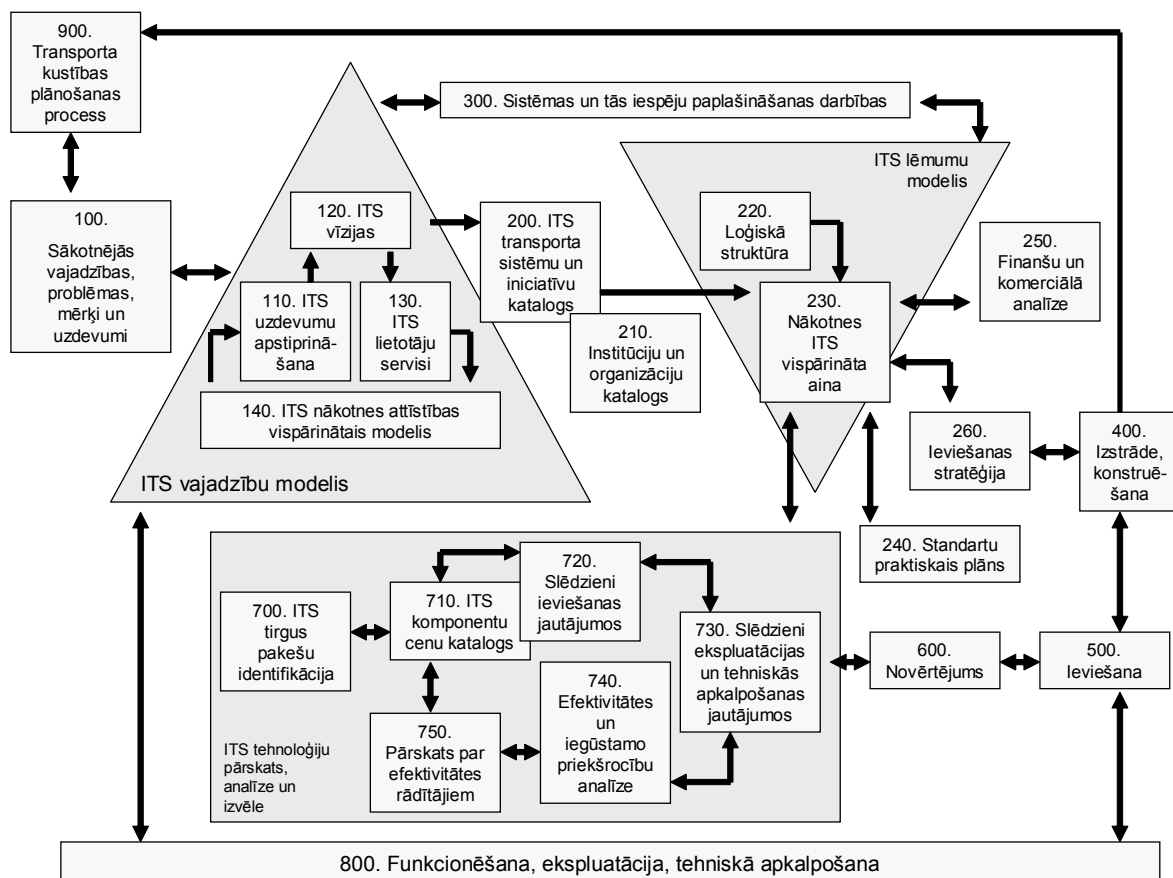 900.
Transporta
kustības
plānošanas
process
300. Sistēmas un tās iespēju paplašināšanas darbības
ITS lēmumu
modelis
100.
Sākotnējās
vajadzības,
problēmas,
mērķi un
uzdevumi
120. ITS
vīzijas
200. ITS
transporta
sistēmu un
iniciatīvu
katalogs
220.
Loģiskā
struktūra
250.
Finanšu un
komerciālā
analīze
110. ITS
uzdevumu
apstiprinā-
šana
130. ITS
lietotāju
servisi
210.
Institūciju un
organizāciju
katalogs
230.
Nākotnes
ITS
vispārināta
aina
140. ITS nākotnes attīstības
vispārinātais modelis
260.
Ieviešanas
stratēģija
400.
Izstrāde,
konstruē-
šana
ITS vajadzību modelis
240. Standartu
praktiskais plāns
720.
Slēdzieni
ieviešanas
jautājumos
700. ITS
tirgus
pakešu
identifikācija
710. ITS
komponentu
cenu katalogs
730. Slēdzieni
ekspluatācijas
un tehniskās
apkalpošanas
jautājumos
600.
Novērtējums
500.
Ieviešana
740.
Efektivitātes
un
iegūstamo
priekšrocību
analīze
750.
Pārskats par
efektivitātes
rādītājiem
ITS tehnoloģiju
pārskats,
analīze un
izvēle
800. Funkcionēšana, ekspluatācija, tehniskā apkalpošana